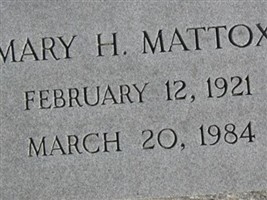 MARY H. MATTOX
FEBRUARY 12, 1921
MARCH 20, 1984